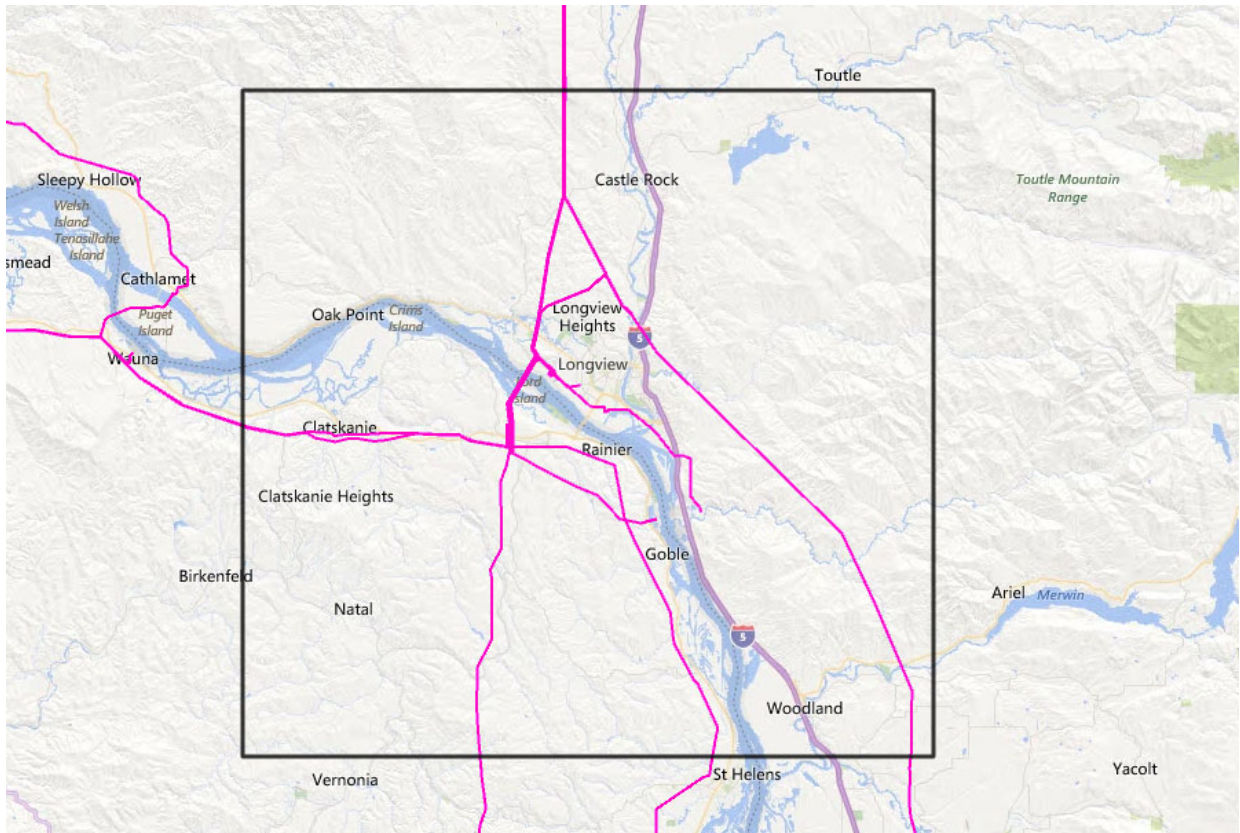 Toutle
Castle Rock
Toutle Mountain
Range
Sleepy Hollow
Welsh
Island
Tenasillahe
Island
smead
Cathlamet
Puget
Island
Wauna
Oak Point
Crims
Island
Longview
Heights
5
Longview
Lord
Island
Clatskanie
Rainier
Clatskanie Heights
Goble
Birkenfeld
Natal
Ariel
Merwin
5
Woodland
St Helens
Vernonia
Yacolt